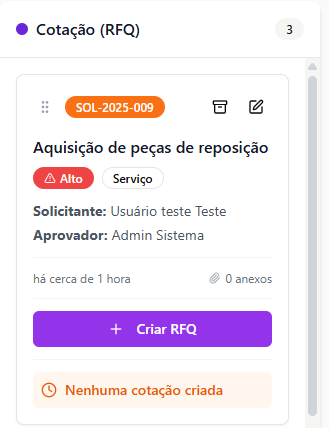 Cotação (RFQ)
3
SOL-2025-009
Aquisição de peças de reposição
Alto
Serviço
Solicitante: Usuário teste Teste
Aprovador: Admin Sistema
há cerca de 1 hora
0 anexos
Criar RFQ
Nenhuma cotação criada